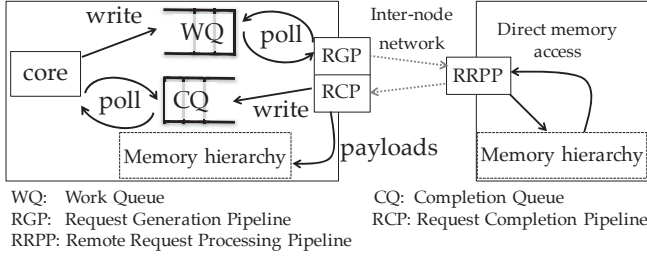 write
WQ
poll
Inter-node
network
Direct memory
access
core
RGP
RRPP
poll
CQ
write
RCP
Memory hierarchy
payloads
Memory hierarchy
WQ: Work Queue
CQ: Completion Queue
RGP: Request Generation Pipeline
RCP: Request Completion Pipeline
RRPP: Remote Request Processing Pipeline